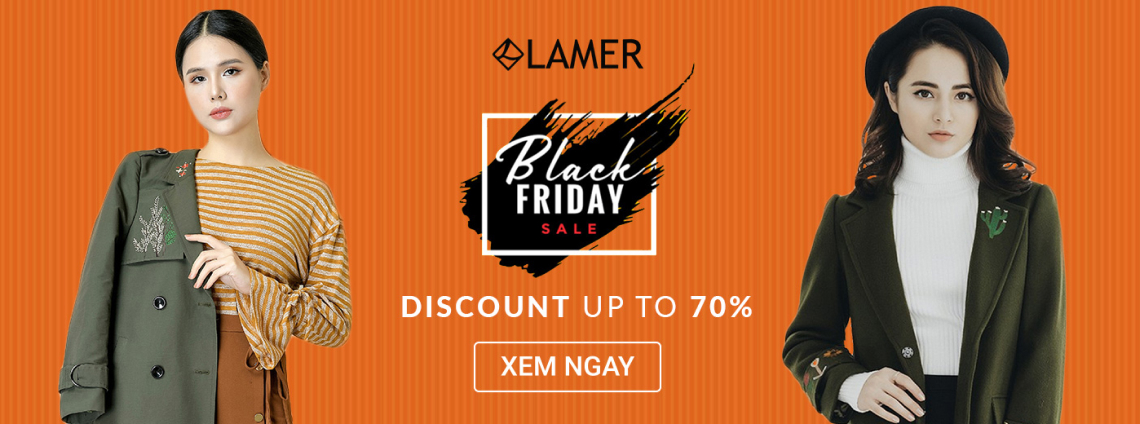 LAMER
Black
FRIDAY
SALE
DISCOUNT UP TO 70%
XEM NGAY